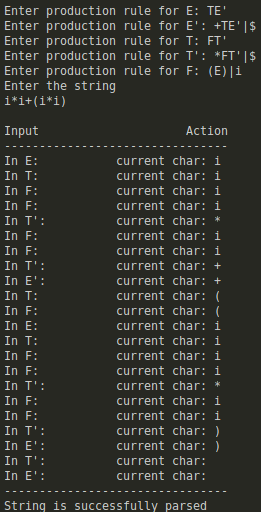 Enter production rule for E: TE'
Enter production rule for E': +TE'|$
Enter production rule for T: FT'
Enter production rule for T': *FT'|$
Enter production rule for F: (E)|i
Enter the string
i*i+(i*i)
Input Action
--------------------------------
In E: current char: i
In T: current char: i
In F: current char: i
In F: current char: i
In T': current char: *
In F: current char: i
In F: current char: i
In T': current char: +
In E': current char: +
In T: current char: (
In F: current char: (
In E: current char: i
In T: current char: i
In F: current char: i
In F: current char: i
In T': current char: *
In F: current char: i
In F: current char: i
In T': current char: )
In E': current char: )
In T': current char:
In E': current char:
--------------------------------
String is successfully parsed